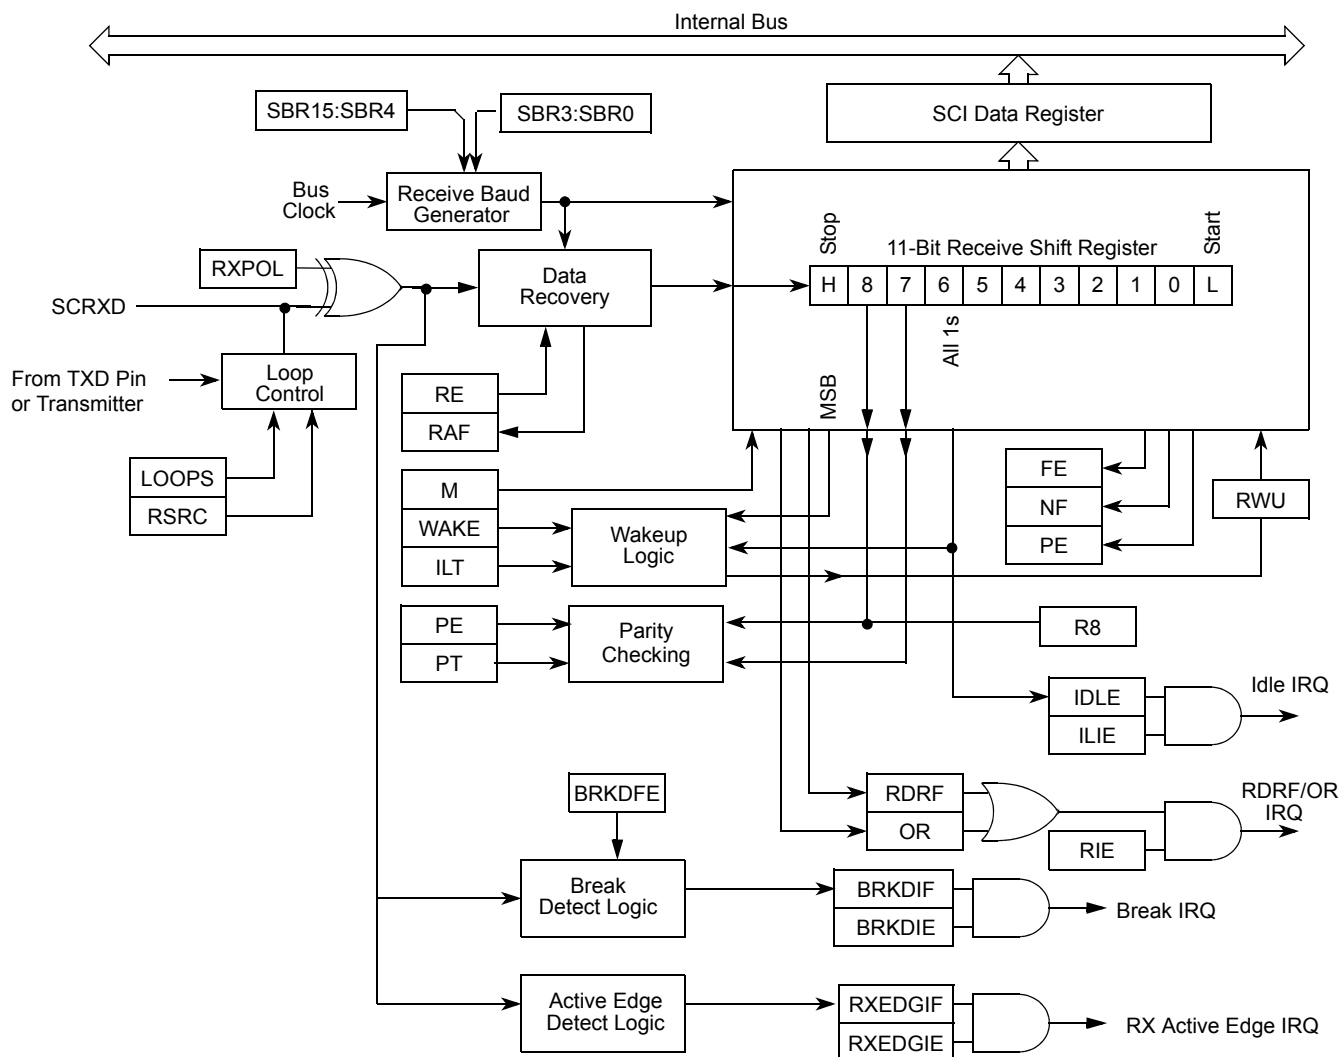 Internal Bus
SBR15:SBR4
SBR3:SBR0
SCI Data Register
Bus
Clock
Receive Baud
Generator
Stop
11-Bit Receive Shift Register
Start
RXPOL
Data
Recovery
H 8 7 6 5 4 3 2 1 0 L
SCRXD
All 1s
From TXD Pin
or Transmitter
Loop
Control
RE
RAF
MSB
LOOPS
RSRC
M
WAKE
ILT
Wakeup
Logic
FE
NF
PE
RWU
PE
PT
Parity
Checking
R8
IDLE
ILIE
Idle IRQ
BRKDFE
RDRF
OR
RIE
RDRF/OR
IRQ
Break
Detect Logic
BRKDIF
BRKDIE
Break IRQ
Active Edge
Detect Logic
RXEDGIF
RXEDGIE
RX Active Edge IRQ